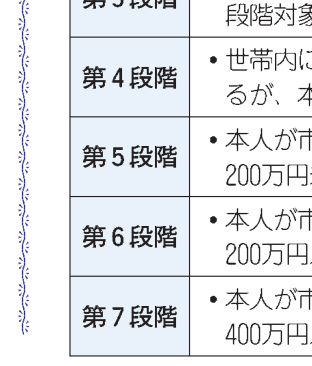 第3段階
段階対象
第4段階
• 世帯内に
るが、本
第5段階
• 本人が市
200万円
第6段階
• 本人が市
200万円
第7段階
• 本人が市
400万円